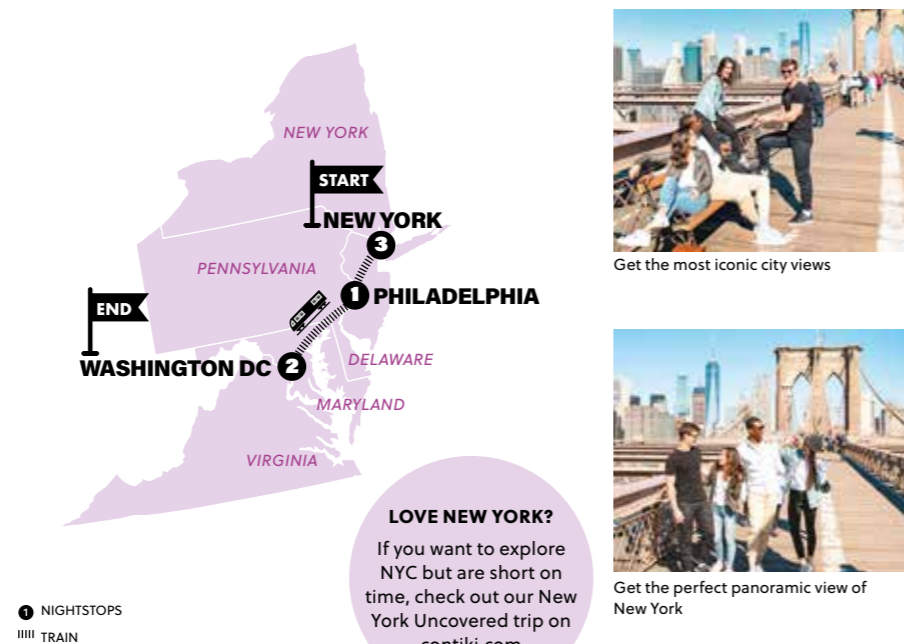 NEW YORK
START
NEW YORK
3
PENNSYLVANIA
1 PHILADELPHIA
END
WASHINGTON DC 2
DELAWARE
MARYLAND
VIRGINIA
LOVE NEW YORK?
If you want to explore
NYC but are short on
time, check out our New
York Uncovered trip on
contiki.com
1 NIGHTSTOPS
TRAIN
Get the most iconic city views
Get the perfect panoramic view of
New York